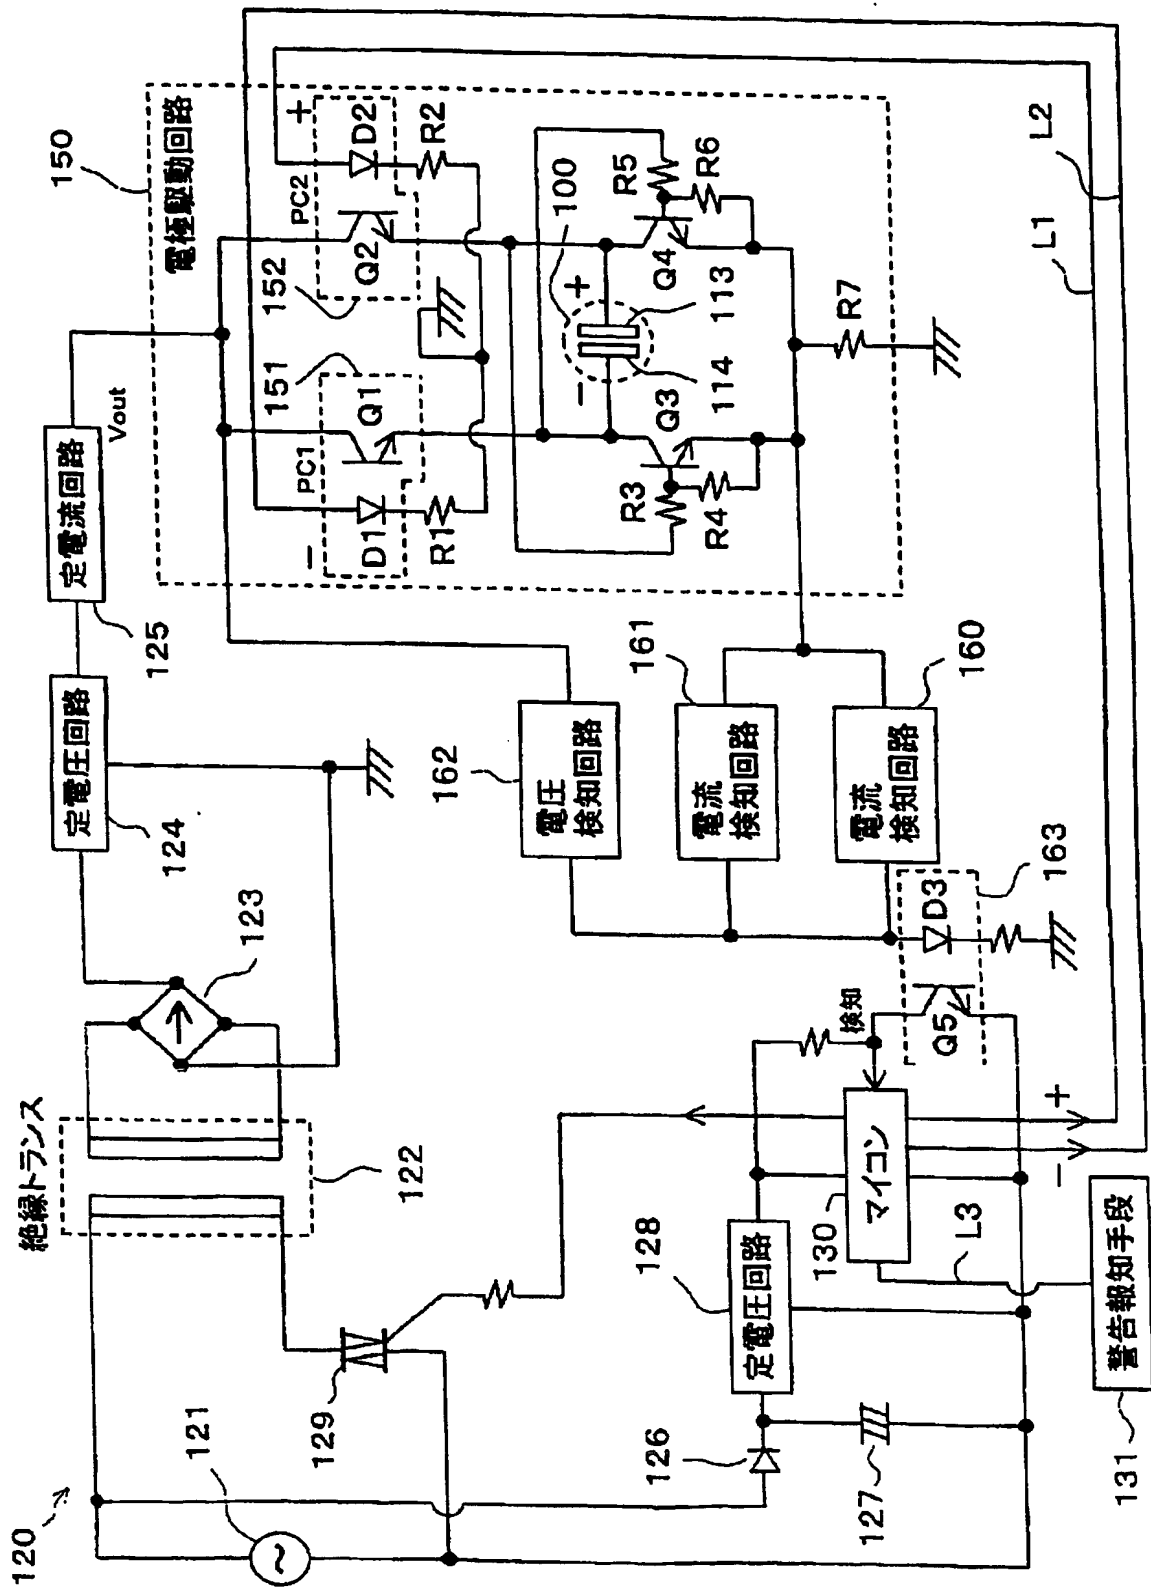 120
121
絶縁トランス
122
123
129
定電圧回路
124
定電流回路
125
Vout
150
電極駆動回路
PC1
−
D1
Q1
151
R1
PC2
+
D2
Q2
152
R2
100
+
−
113
114
Q3
R3
R4
Q4
R5
R6
R7
電圧
検知回路
162
電流
検知回路
161
電流
検知回路
160
163
D3
Q5
検知
126
127
定電圧回路
128
マイコン
130
+
−
L1
L2
L3
警告報知手段
131